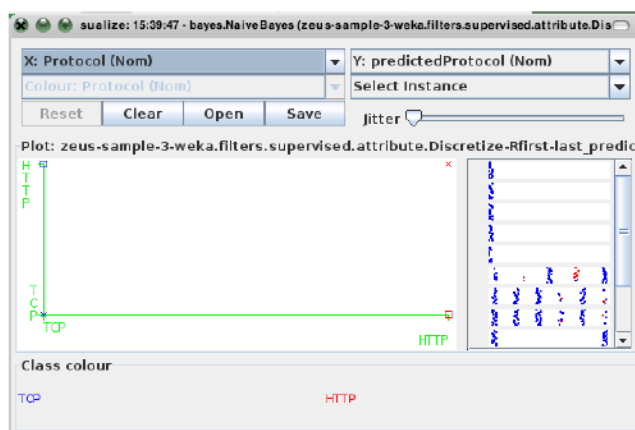 sualize: 15:39:47 - bayes.NaiveBayes (zeus-sample-3-weka.filters.supervised.attribute.Dis
X: Protocol (Nom)
Y: predictedProtocol (Nom)
Colour: Protocol (Nom)
Select Instance
Reset
Clear
Open
Save
Jitter
Plot: zeus-sample-3-weka.filters.supervised.attribute.Discretize-Rfirst-last_predic
HTTP
TCP
TCP
HTTP
Class colour
TCP
HTTP